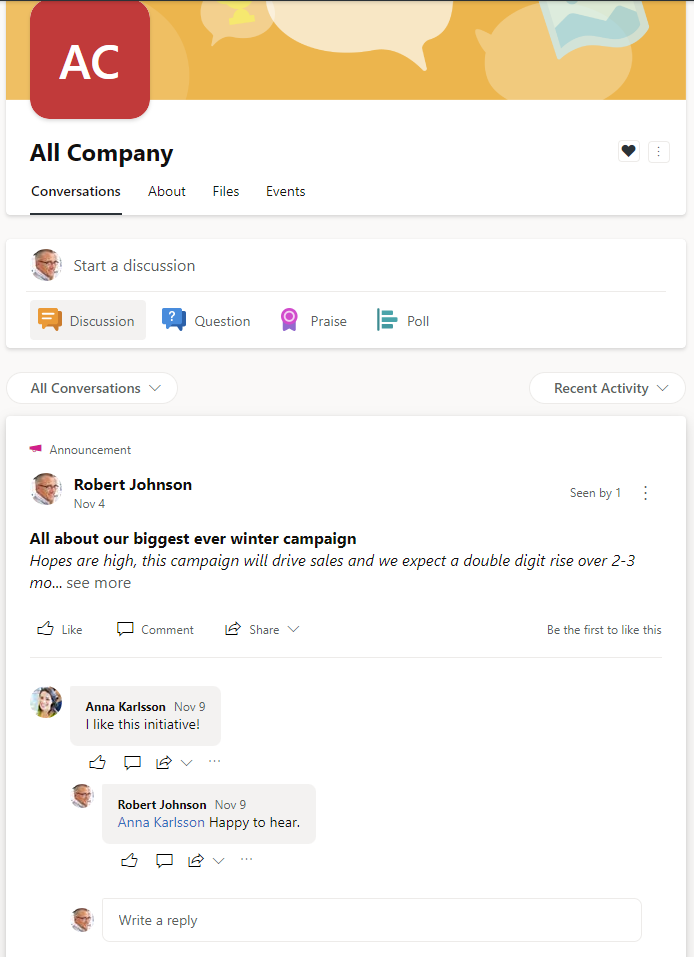 AC
All Company
Conversations About Files Events
Start a discussion
Discussion ? Question Praise Poll
All Conversations Recent Activity
Announcement
Robert Johnson
Nov 4
Seen by 1
All about our biggest ever winter campaign
Hopes are high, this campaign will drive sales and we expect a double digit rise over 2-3
mo... see more
Like Comment Share Be the first to like this
Anna Karlsson Nov 9
I like this initiative!
Robert Johnson Nov 9
Anna Karlsson Happy to hear.
Write a reply